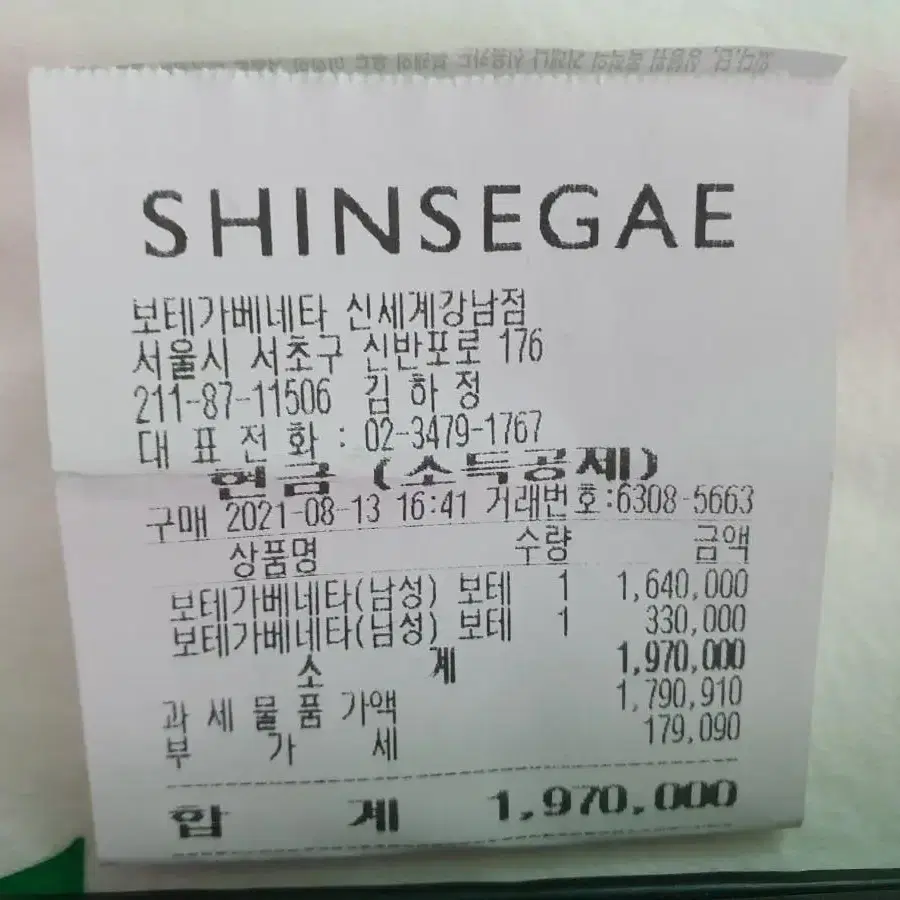 SHINSEGAE
보테가베네타 신세계강남점
서울시 서초구 신반포로 176
211-87-11506 김 하 정
대 표 전 화 : 02-3479-1767
현금 (소득공제)
구매 2021-08-13 16:41 거래번호:6308-5663
상품명 수량 금액
보테가베네타(남성) 보테 1 1,640,000
보테가베네타(남성) 보테 1 330,000
소 계 1,970,000
과 세 물 품 가액 1,790,910
부 가 세 179,090
합 계 1,970,000